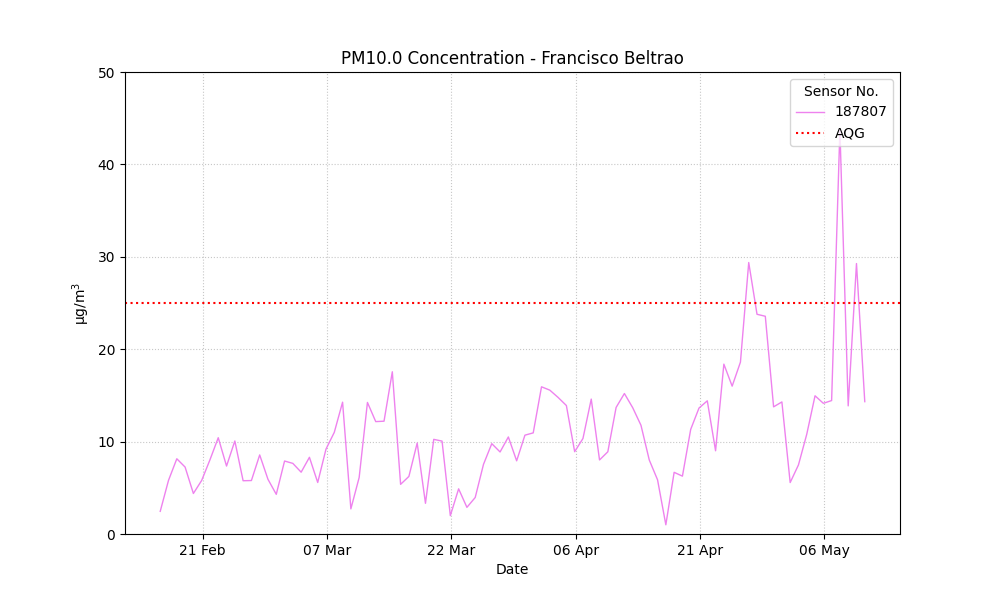 PM10.0 Concentration - Francisco Beltrao
Sensor No.
187807
AQG
50
40
30
20
10
0
µg/m³
21 Feb
07 Mar
22 Mar
06 Apr
21 Apr
06 May
Date